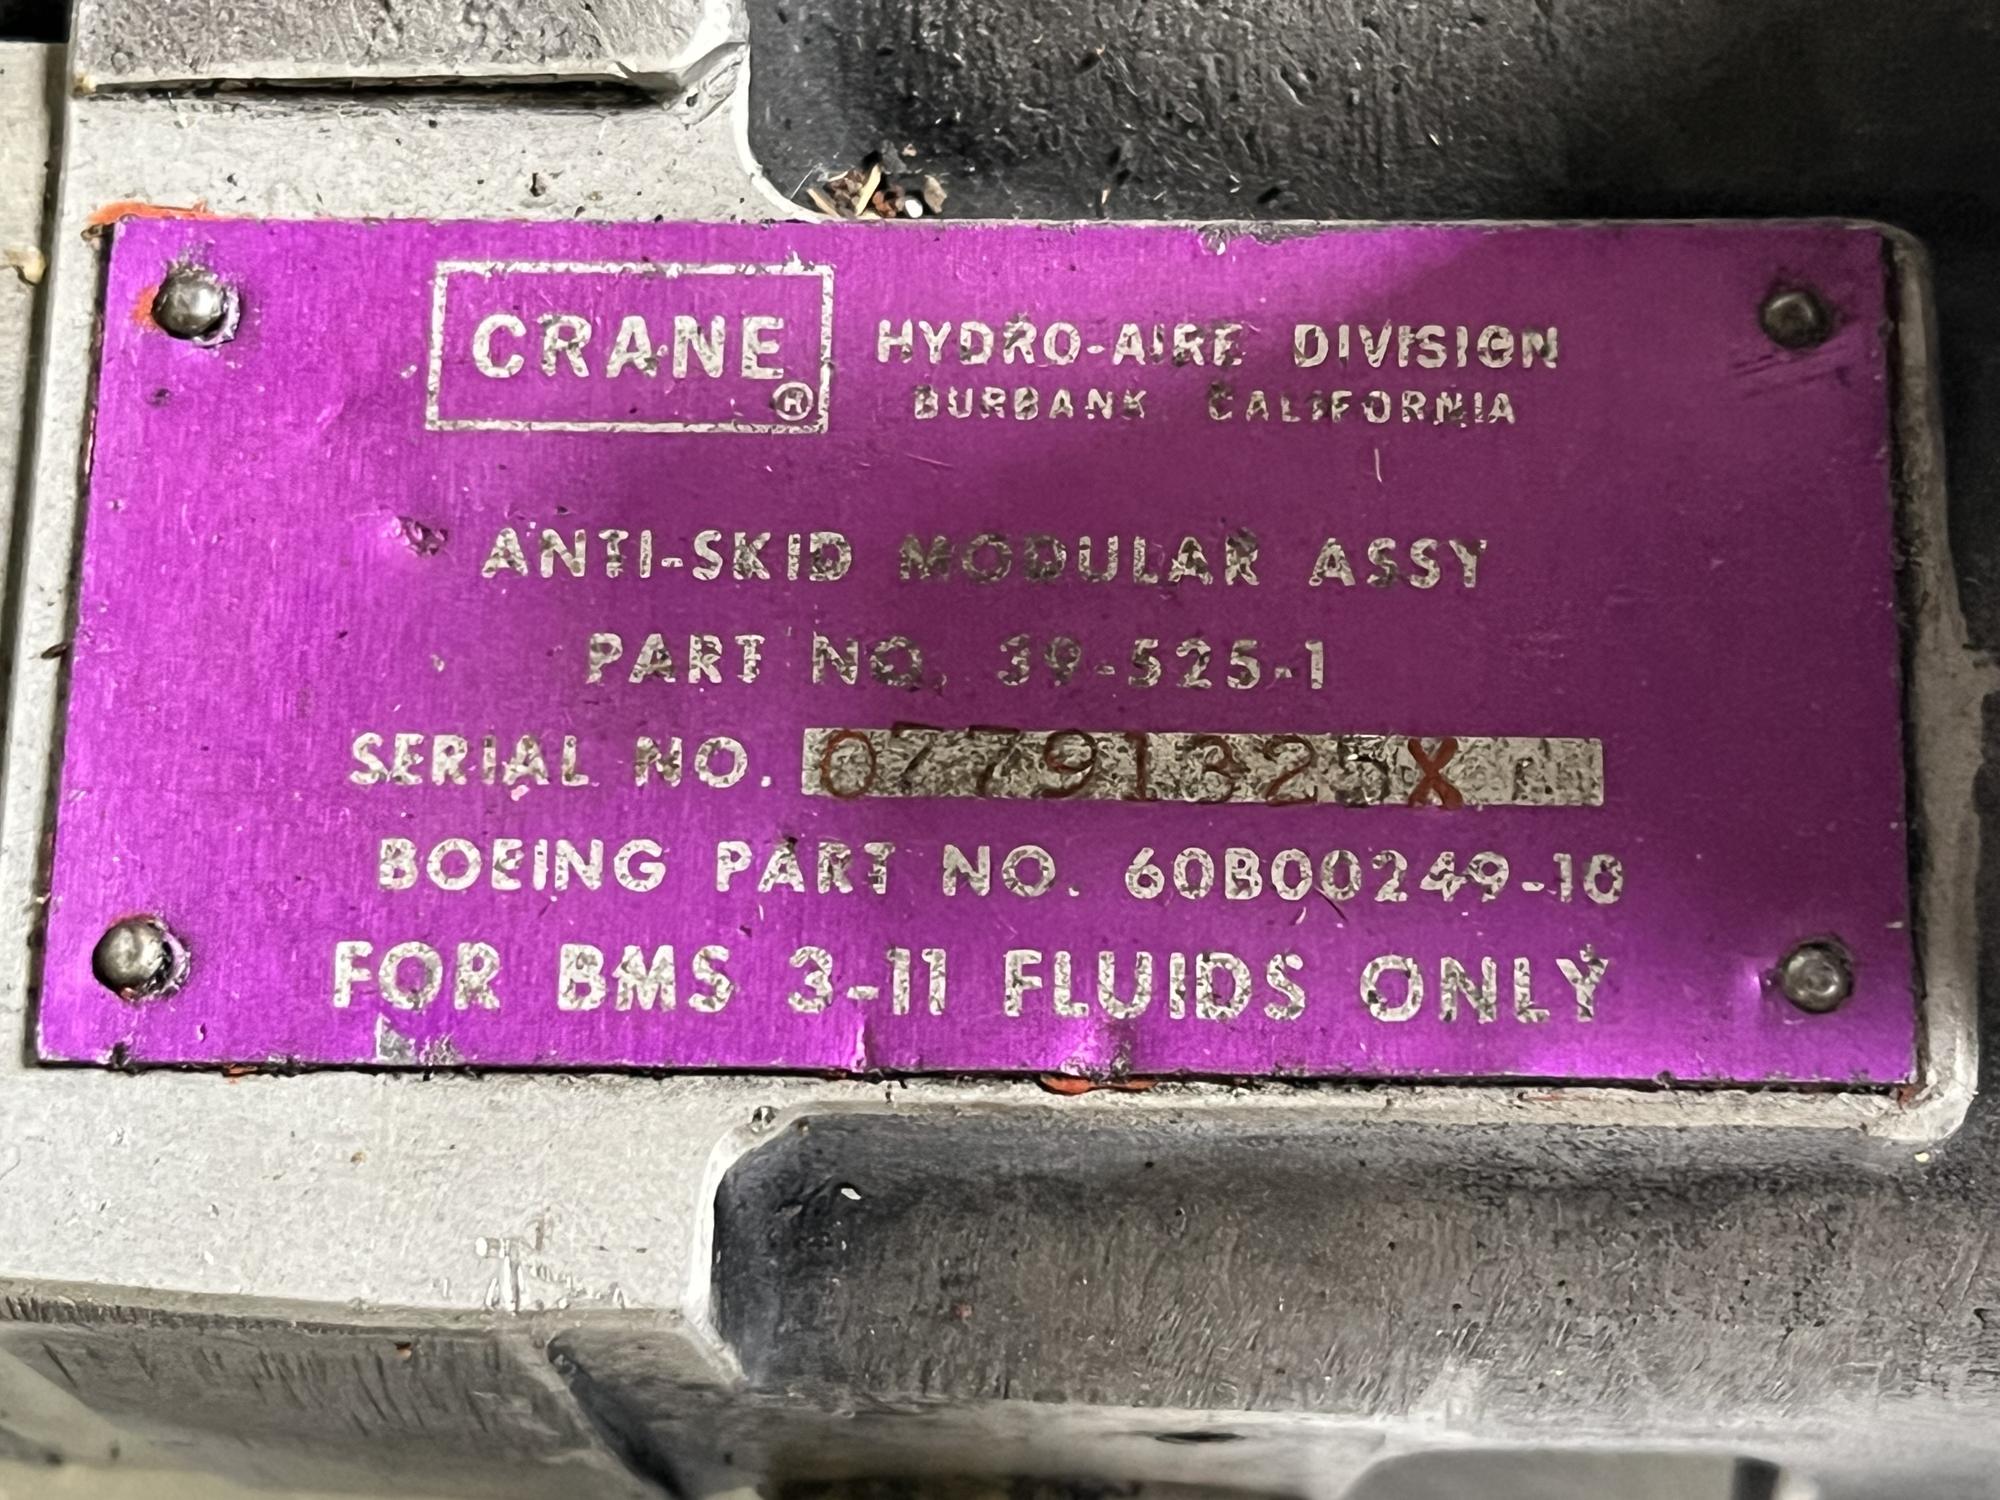 CRANE ®
HYDRO-AIRE DIVISION
BURBANK CALIFORNIA
ANTI-SKID MODULAR ASSY
PART NO. 39-525-1
SERIAL NO. 07791325X
BOEING PART NO. 60B00249-10
FOR BMS 3-11 FLUIDS ONLY